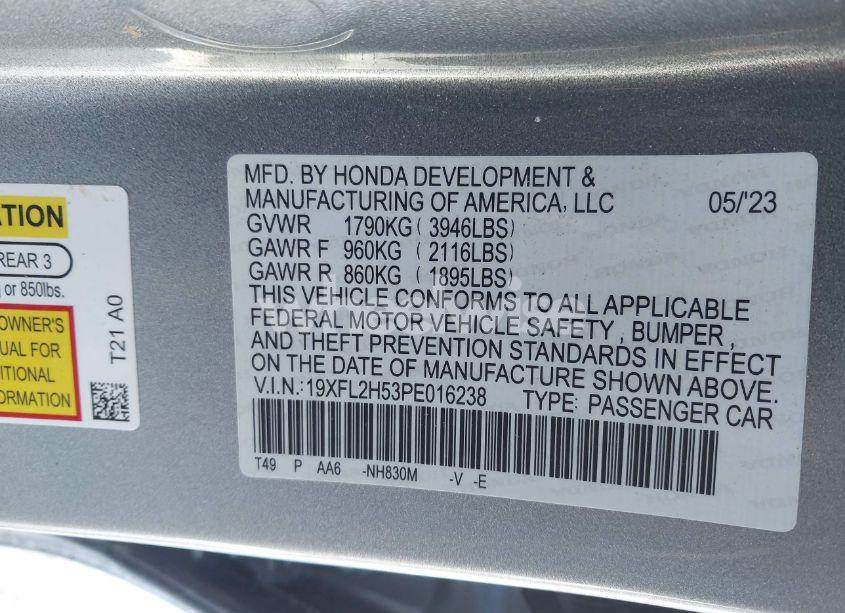 ATION
REAR 3
g or 850lbs.
OWNER'S
UAL FOR
ITIONAL
FORMATION
T21 A0
MFD. BY HONDA DEVELOPMENT &
MANUFACTURING OF AMERICA, LLC 05/'23
GVWR 1790KG ( 3946LBS)
GAWR F 960KG ( 2116LBS)
GAWR R 860KG ( 1895LBS)
THIS VEHICLE CONFORMS TO ALL APPLICABLE
FEDERAL MOTOR VEHICLE SAFETY , BUMPER ,
AND THEFT PREVENTION STANDARDS IN EFFECT
ON THE DATE OF MANUFACTURE SHOWN ABOVE.
V.I.N.:19XFL2H53PE016238 TYPE: PASSENGER CAR
T49 P AA6 -NH830M -V -E